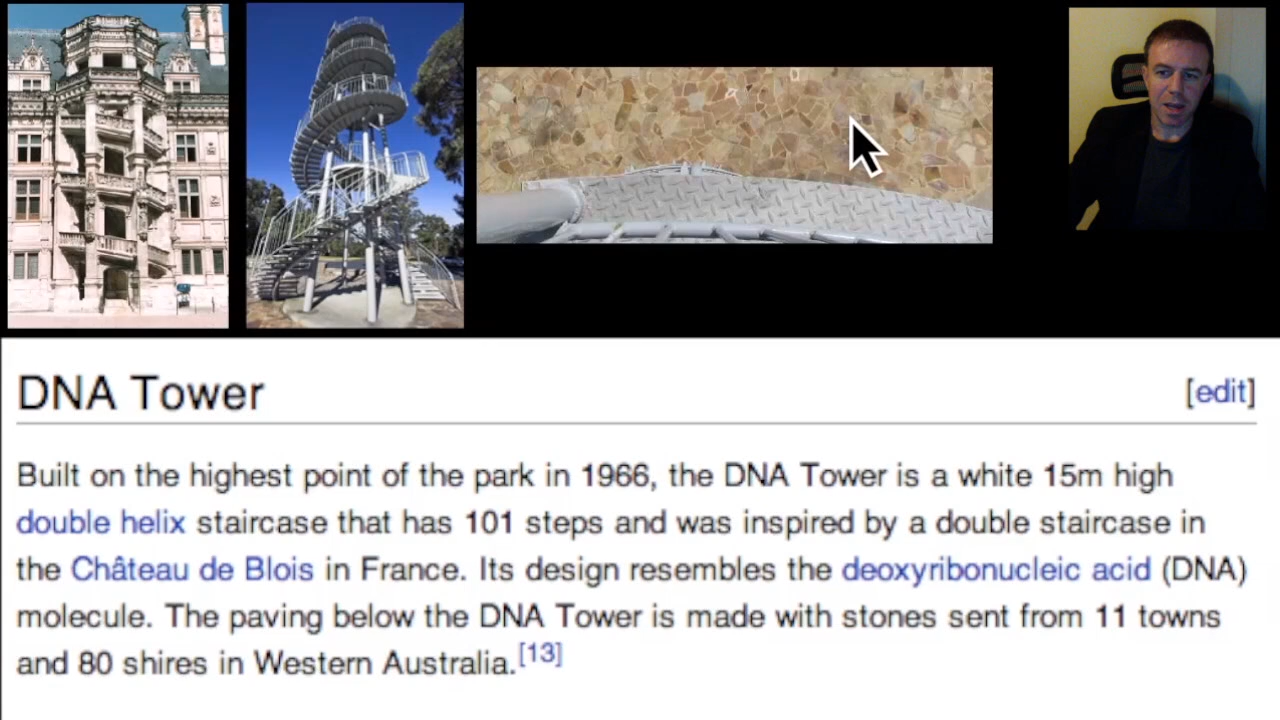 DNA Tower
[edit]
Built on the highest point of the park in 1966, the DNA Tower is a white 15m high
double helix staircase that has 101 steps and was inspired by a double staircase in
the Château de Blois in France. Its design resembles the deoxyribonucleic acid (DNA)
molecule. The paving below the DNA Tower is made with stones sent from 11 towns
and 80 shires in Western Australia.[13]